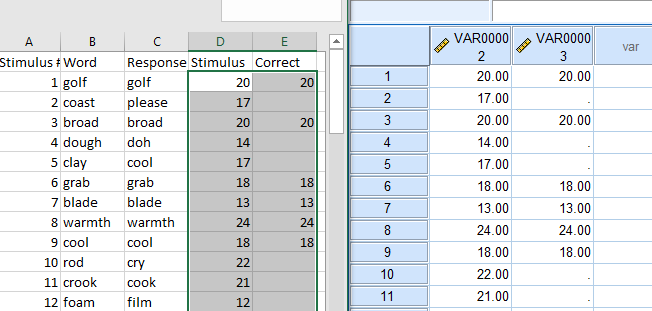 A B C D E
Stimulus # Word Response Stimulus Correct
1 golf golf 20 20
2 coast please 17
3 broad broad 20 20
4 dough doh 14
5 clay cool 17
6 grab grab 18 18
7 blade blade 13 13
8 warmth warmth 24 24
9 cool cool 18 18
10 rod cry 22
11 crook cook 21
12 foam film 12
VAR0000
2 VAR0000
3 var
1 20.00 20.00
2 17.00 .
3 20.00 20.00
4 14.00 .
5 17.00 .
6 18.00 18.00
7 13.00 13.00
8 24.00 24.00
9 18.00 18.00
10 22.00 .
11 21.00 .